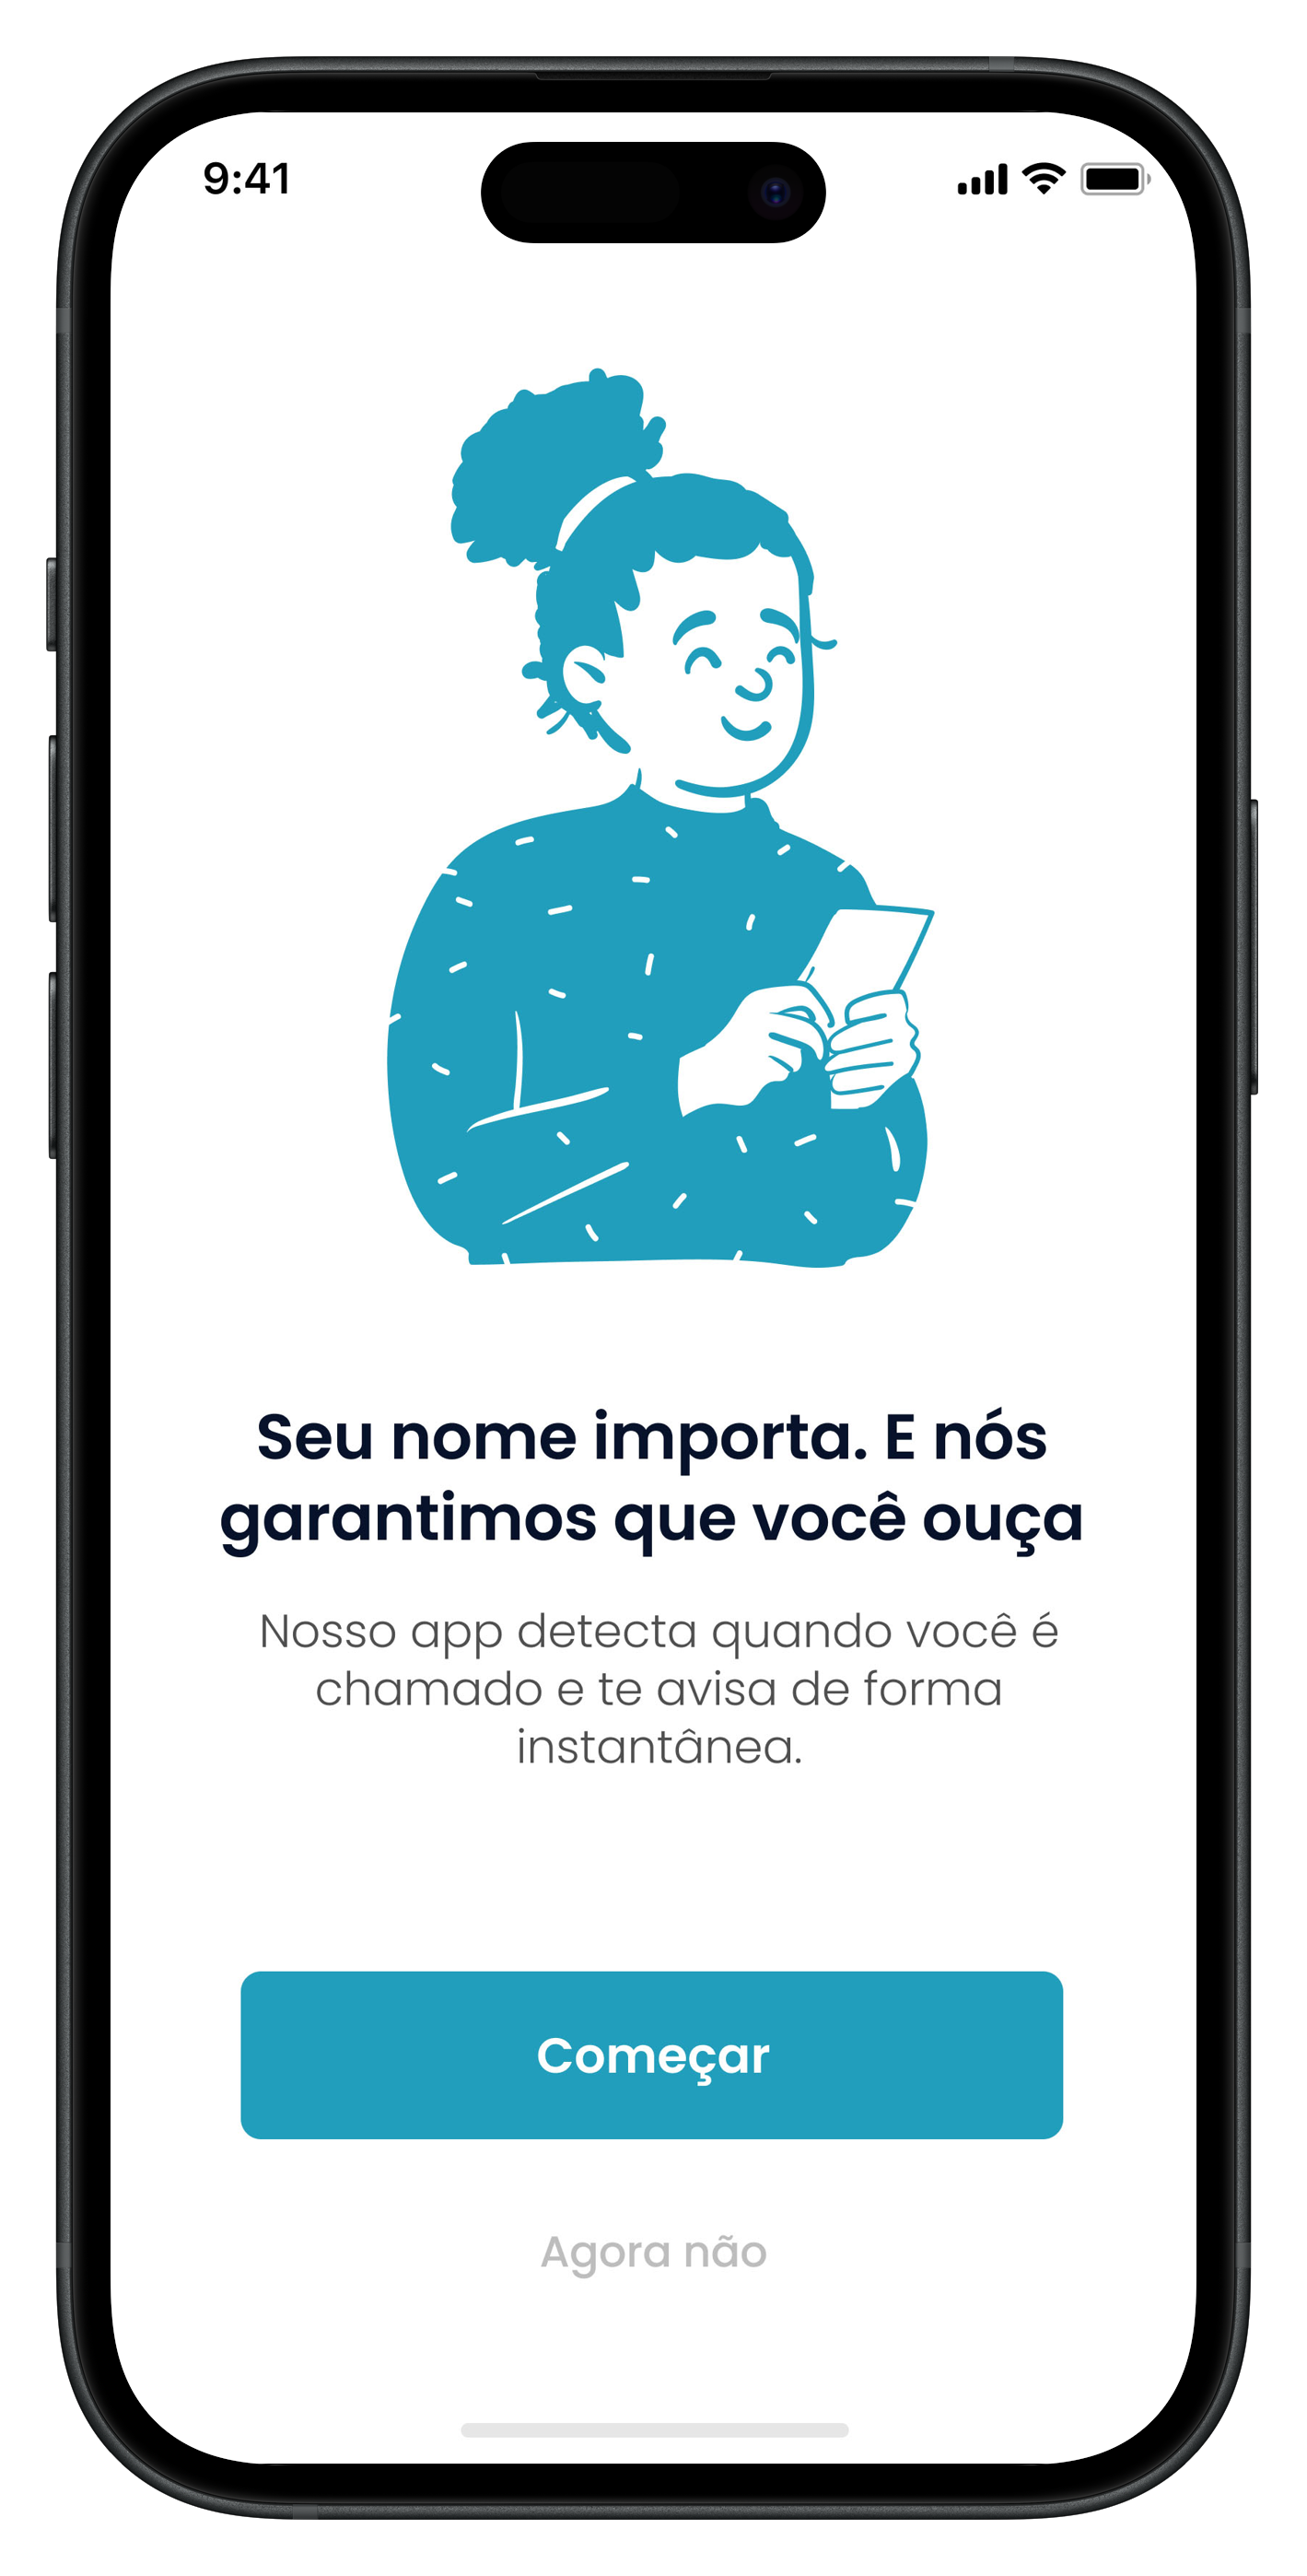 9:41
Seu nome importa. E nós
garantimos que você ouça
Nosso app detecta quando você é
chamado e te avisa de forma
instantânea.
Começar
Agora não